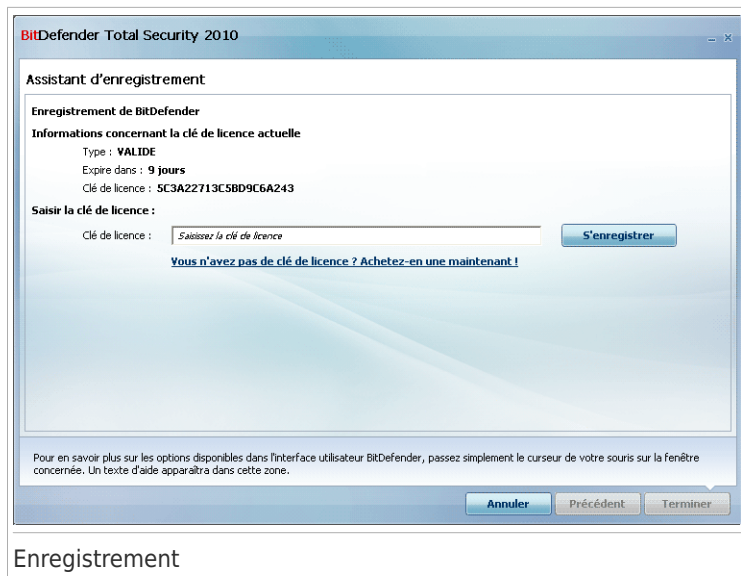 BitDefender Total Security 2010
Assistant d'enregistrement
Enregistrement de BitDefender
Informations concernant la clé de licence actuelle
Type : VALIDE
Expire dans : 9 jours
Clé de licence : 5C3A22713C5BD9C6A243
Saisir la clé de licence :
Clé de licence : Saisissez la clé de licence S'enregistrer
Vous n'avez pas de clé de licence ? Achetez-en une maintenant !
Pour en savoir plus sur les options disponibles dans l'interface utilisateur BitDefender, passez simplement le curseur de votre souris sur la fenêtre
concernée. Un texte d'aide apparaîtra dans cette zone.
Annuler Précédent Terminer
Enregistrement